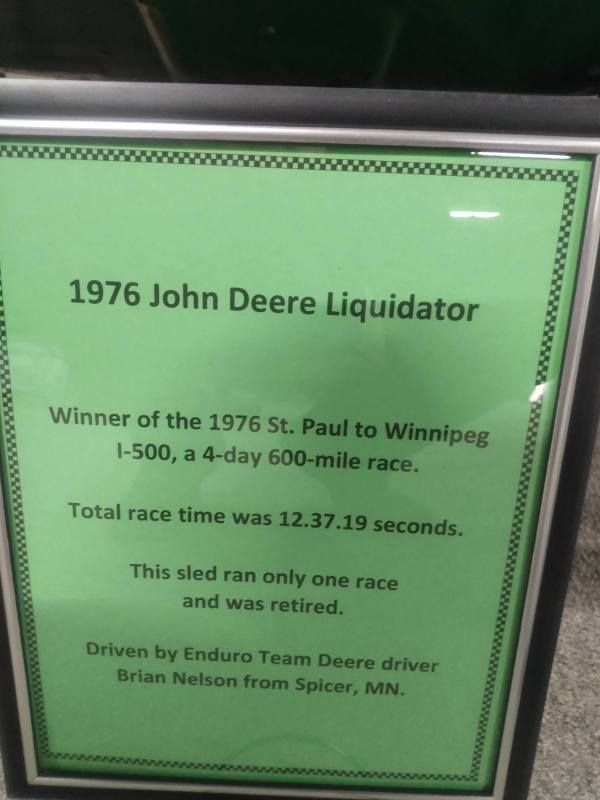 1976 John Deere Liquidator
Winner of the 1976 St. Paul to Winnipeg
I-500, a 4-day 600-mile race.
Total race time was 12.37.19 seconds.
This sled ran only one race
and was retired.
Driven by Enduro Team Deere driver
Brian Nelson from Spicer, MN.